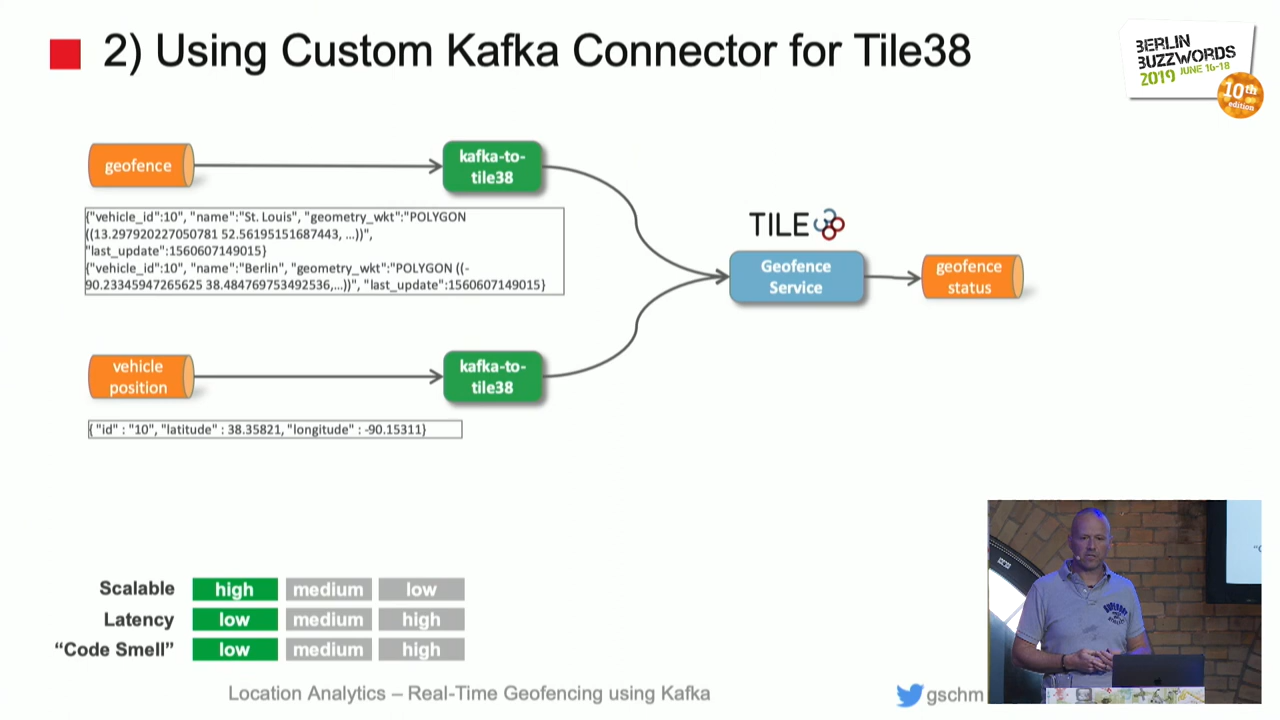 2) Using Custom Kafka Connector for Tile38
BERLIN
BUZZWORDS
2019 JUNE 16-18
10th
edition
geofence
kafka-to-
tile38
{"vehicle_id":10", "name":"St. Louis", "geometry_wkt":"POLYGON
((13.297920227050781 52.56195151687443, ...))",
"last_update":1560607149015}
{"vehicle_id":10", "name":"Berlin", "geometry_wkt":"POLYGON ((-
90.23345947265625 38.484769753492536,...))", "last_update":1560607149015}
TILE38
Geofence
Service
geofence
status
vehicle
position
kafka-to-
tile38
{ "id" : "10", "latitude" : 38.35821, "longitude" : -90.15311}
Scalable high medium low
Latency low medium high
“Code Smell” low medium high
Location Analytics – Real-Time Geofencing using Kafka
gschm